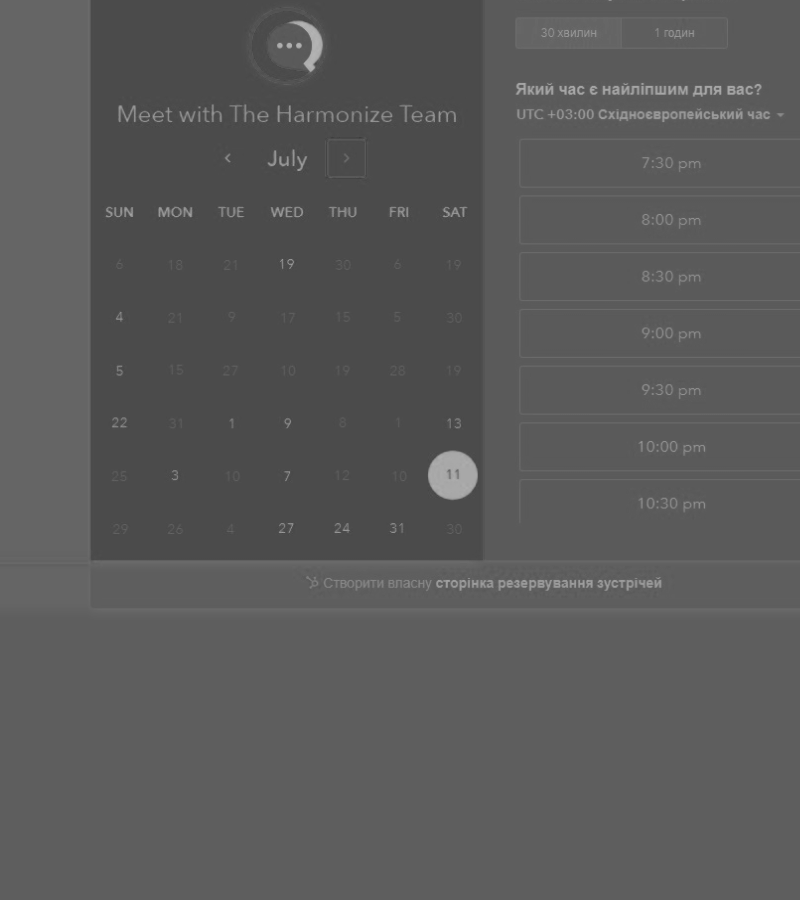 30 хвилин 1 годин
Який час є найліпшим для вас?
UTC +03:00 Східноєвропейський час
Meet with The Harmonize Team
July
SUN MON TUE WED THU FRI SAT
6 18 21 19 30 6 19
4 21 9 17 15 5 30
5 15 27 10 19 28 19
22 31 1 9 8 1 13
25 3 10 7 12 10 11
29 26 4 27 24 31 30
7:30 pm
8:00 pm
8:30 pm
9:00 pm
9:30 pm
10:00 pm
10:30 pm
Створити власну сторінка резервування зустрічей